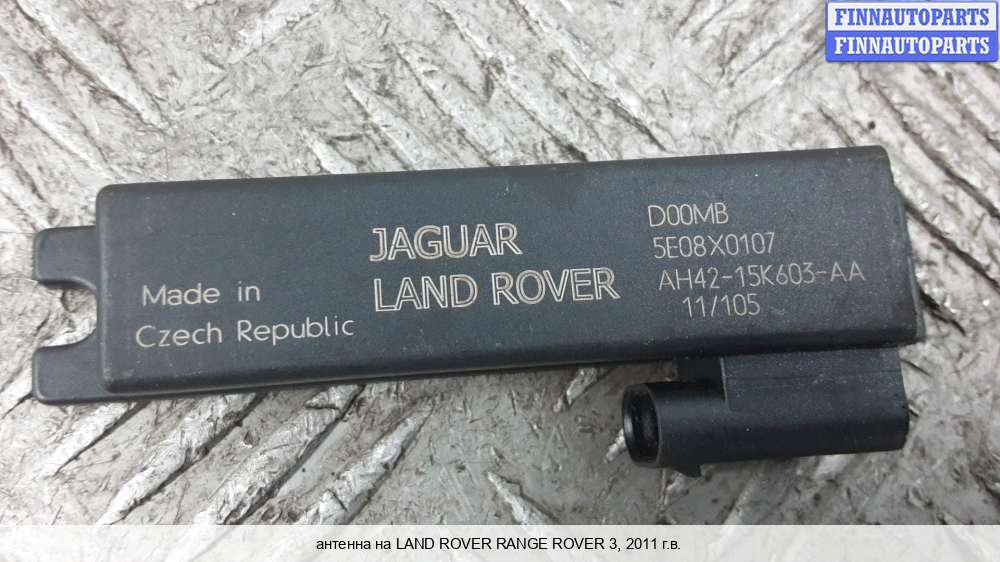 FINNAUTOPARTS
FINNAUTOPARTS
Made in
Czech Republic
JAGUAR
LAND ROVER
D00MB
5E08X0107
AH42-15K603-AA
11/105
антенна на LAND ROVER RANGE ROVER 3, 2011 г.в.